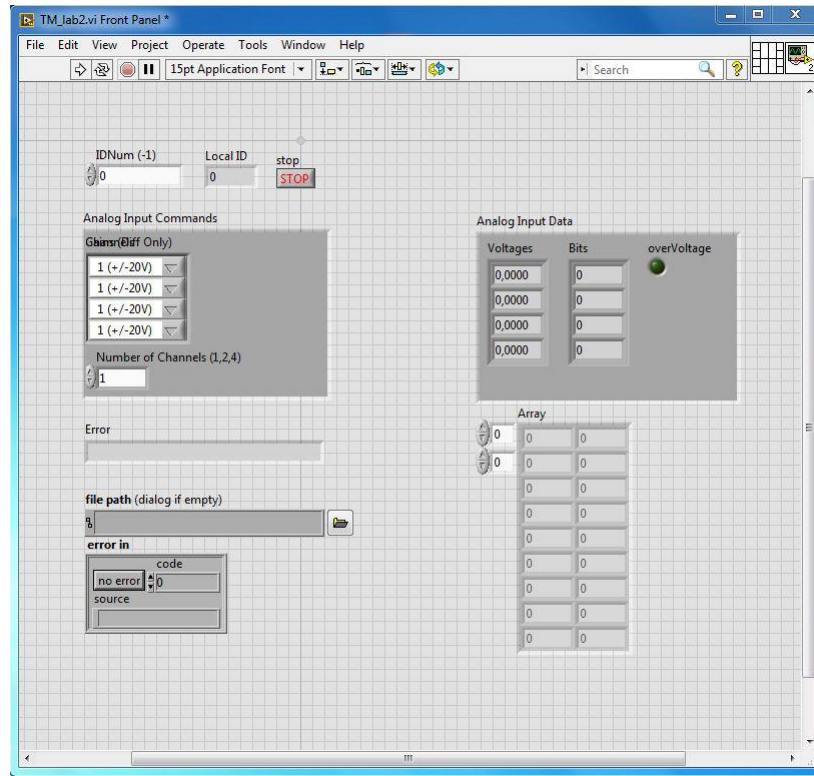 TM_lab2.vi Front Panel *
File Edit View Project Operate Tools Window Help
15pt Application Font
Search
2
IDNum (-1)
Local ID
stop
0
0
STOP
Analog Input Commands
(Diff Only)
1 (+/-20V)
1 (+/-20V)
1 (+/-20V)
1 (+/-20V)
Number of Channels (1,2,4)
1
Error
file path (dialog if empty)
error in
code
no error
0
source
Analog Input Data
Voltages Bits overVoltage
0,0000 0
0,0000 0
0,0000 0
0,0000 0
Array
0 0 0
0 0 0
0 0
0 0
0 0
0 0
0 0
0 0
0 0